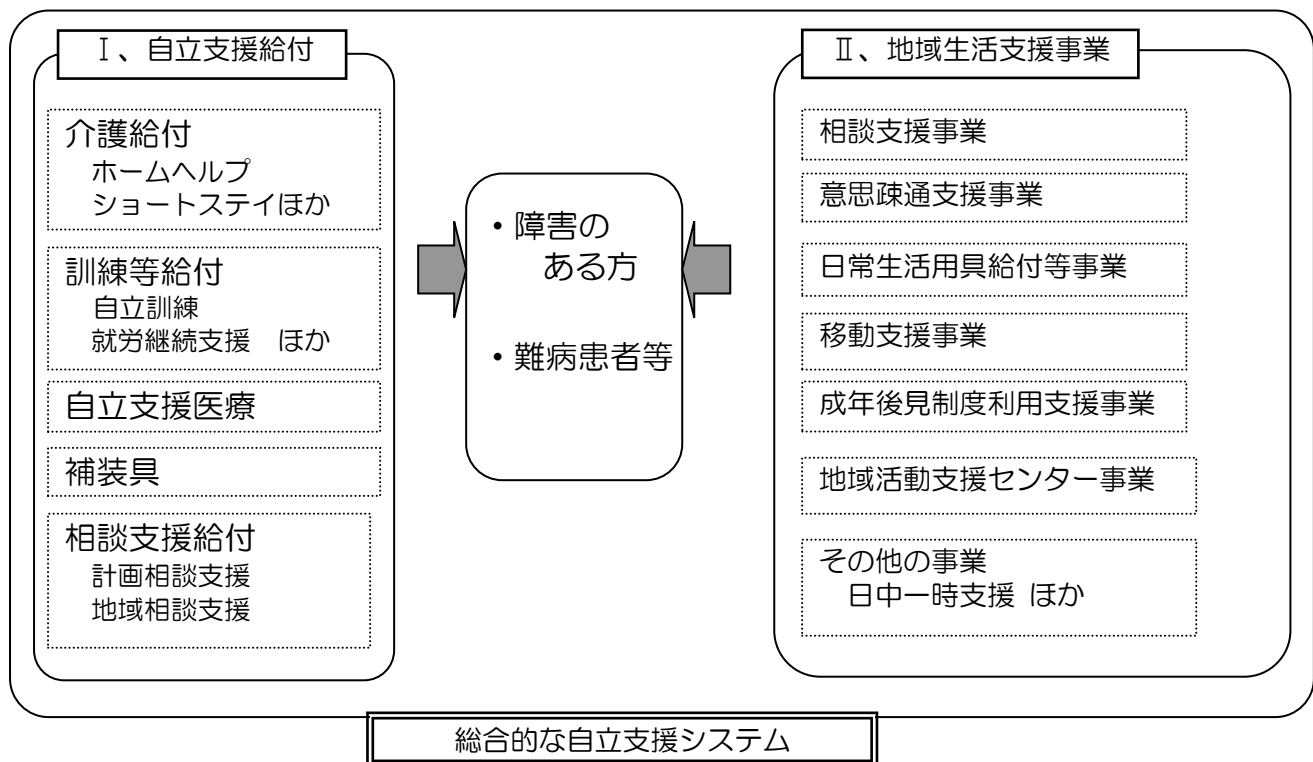 Ⅰ、自立支援給付
介護給付
ホームヘルプ
ショートステイほか
訓練等給付
自立訓練
就労継続支援　ほか
自立支援医療
補装具
相談支援給付
計画相談支援
地域相談支援
・障害の
ある方
・難病患者等
Ⅱ、地域生活支援事業
相談支援事業
意思疎通支援事業
日常生活用具給付等事業
移動支援事業
成年後見制度利用支援事業
地域活動支援センター事業
その他の事業
日中一時支援 ほか
総合的な自立支援システム